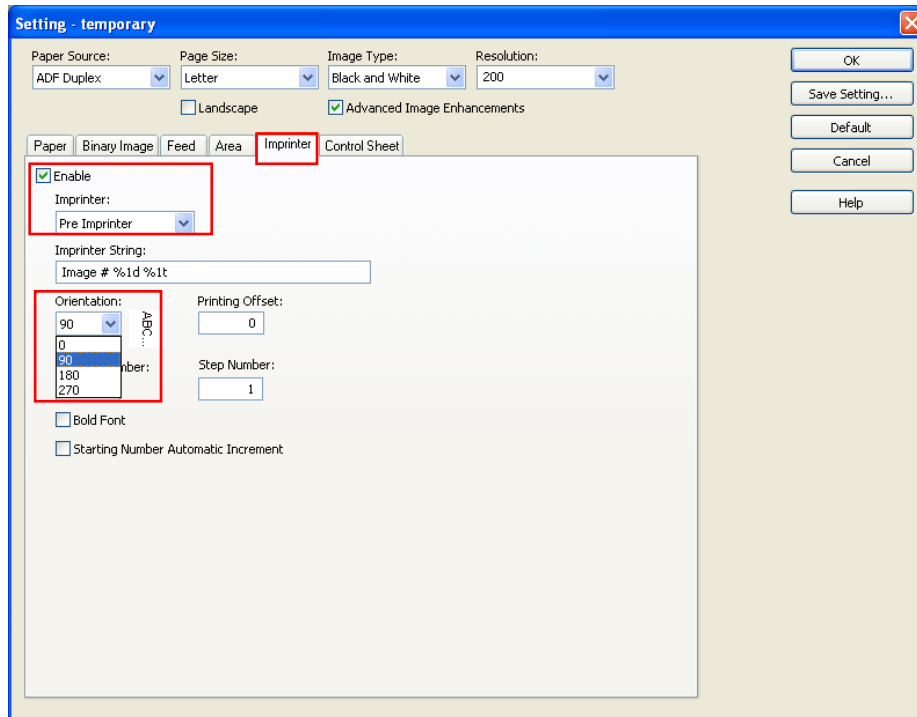 Setting - temporary
Paper Source: Page Size: Image Type: Resolution:
ADF Duplex Letter Black and White 200
Landscape Advanced Image Enhancements
OK
Save Setting...
Default
Cancel
Help
Paper Binary Image Feed Area Imprinter Control Sheet
Enable
Imprinter:
Pre Imprinter
Imprinter String:
Image # %1d %1t
Orientation: Printing Offset:
90 ABC... 0
0
90
180
270
mber: Step Number:
1
Bold Font
Starting Number Automatic Increment